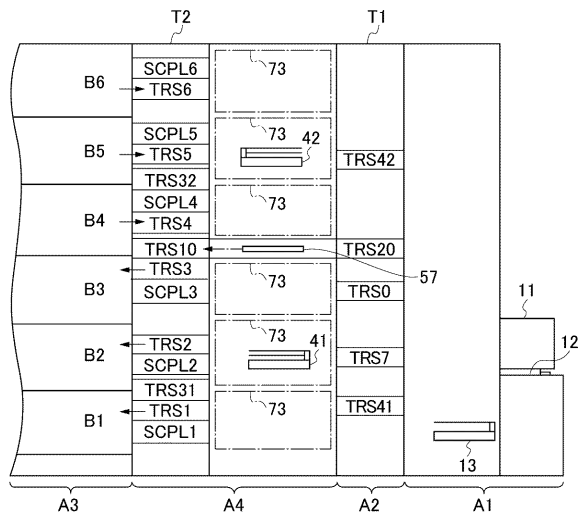 T2 T1
SCPL6 73
B6 TRS6
SCPL5 73 42
B5 TRS5 TRS42
TRS32 73
SCPL4
B4 TRS4
TRS10 TRS20
TRS3 73 57
B3 SCPL3 TRS0 11
TRS2 73 41 12
B2 SCPL2 TRS7
TRS31 73
B1 TRS1 TRS41
SCPL1 13
A3 A4 A2 A1